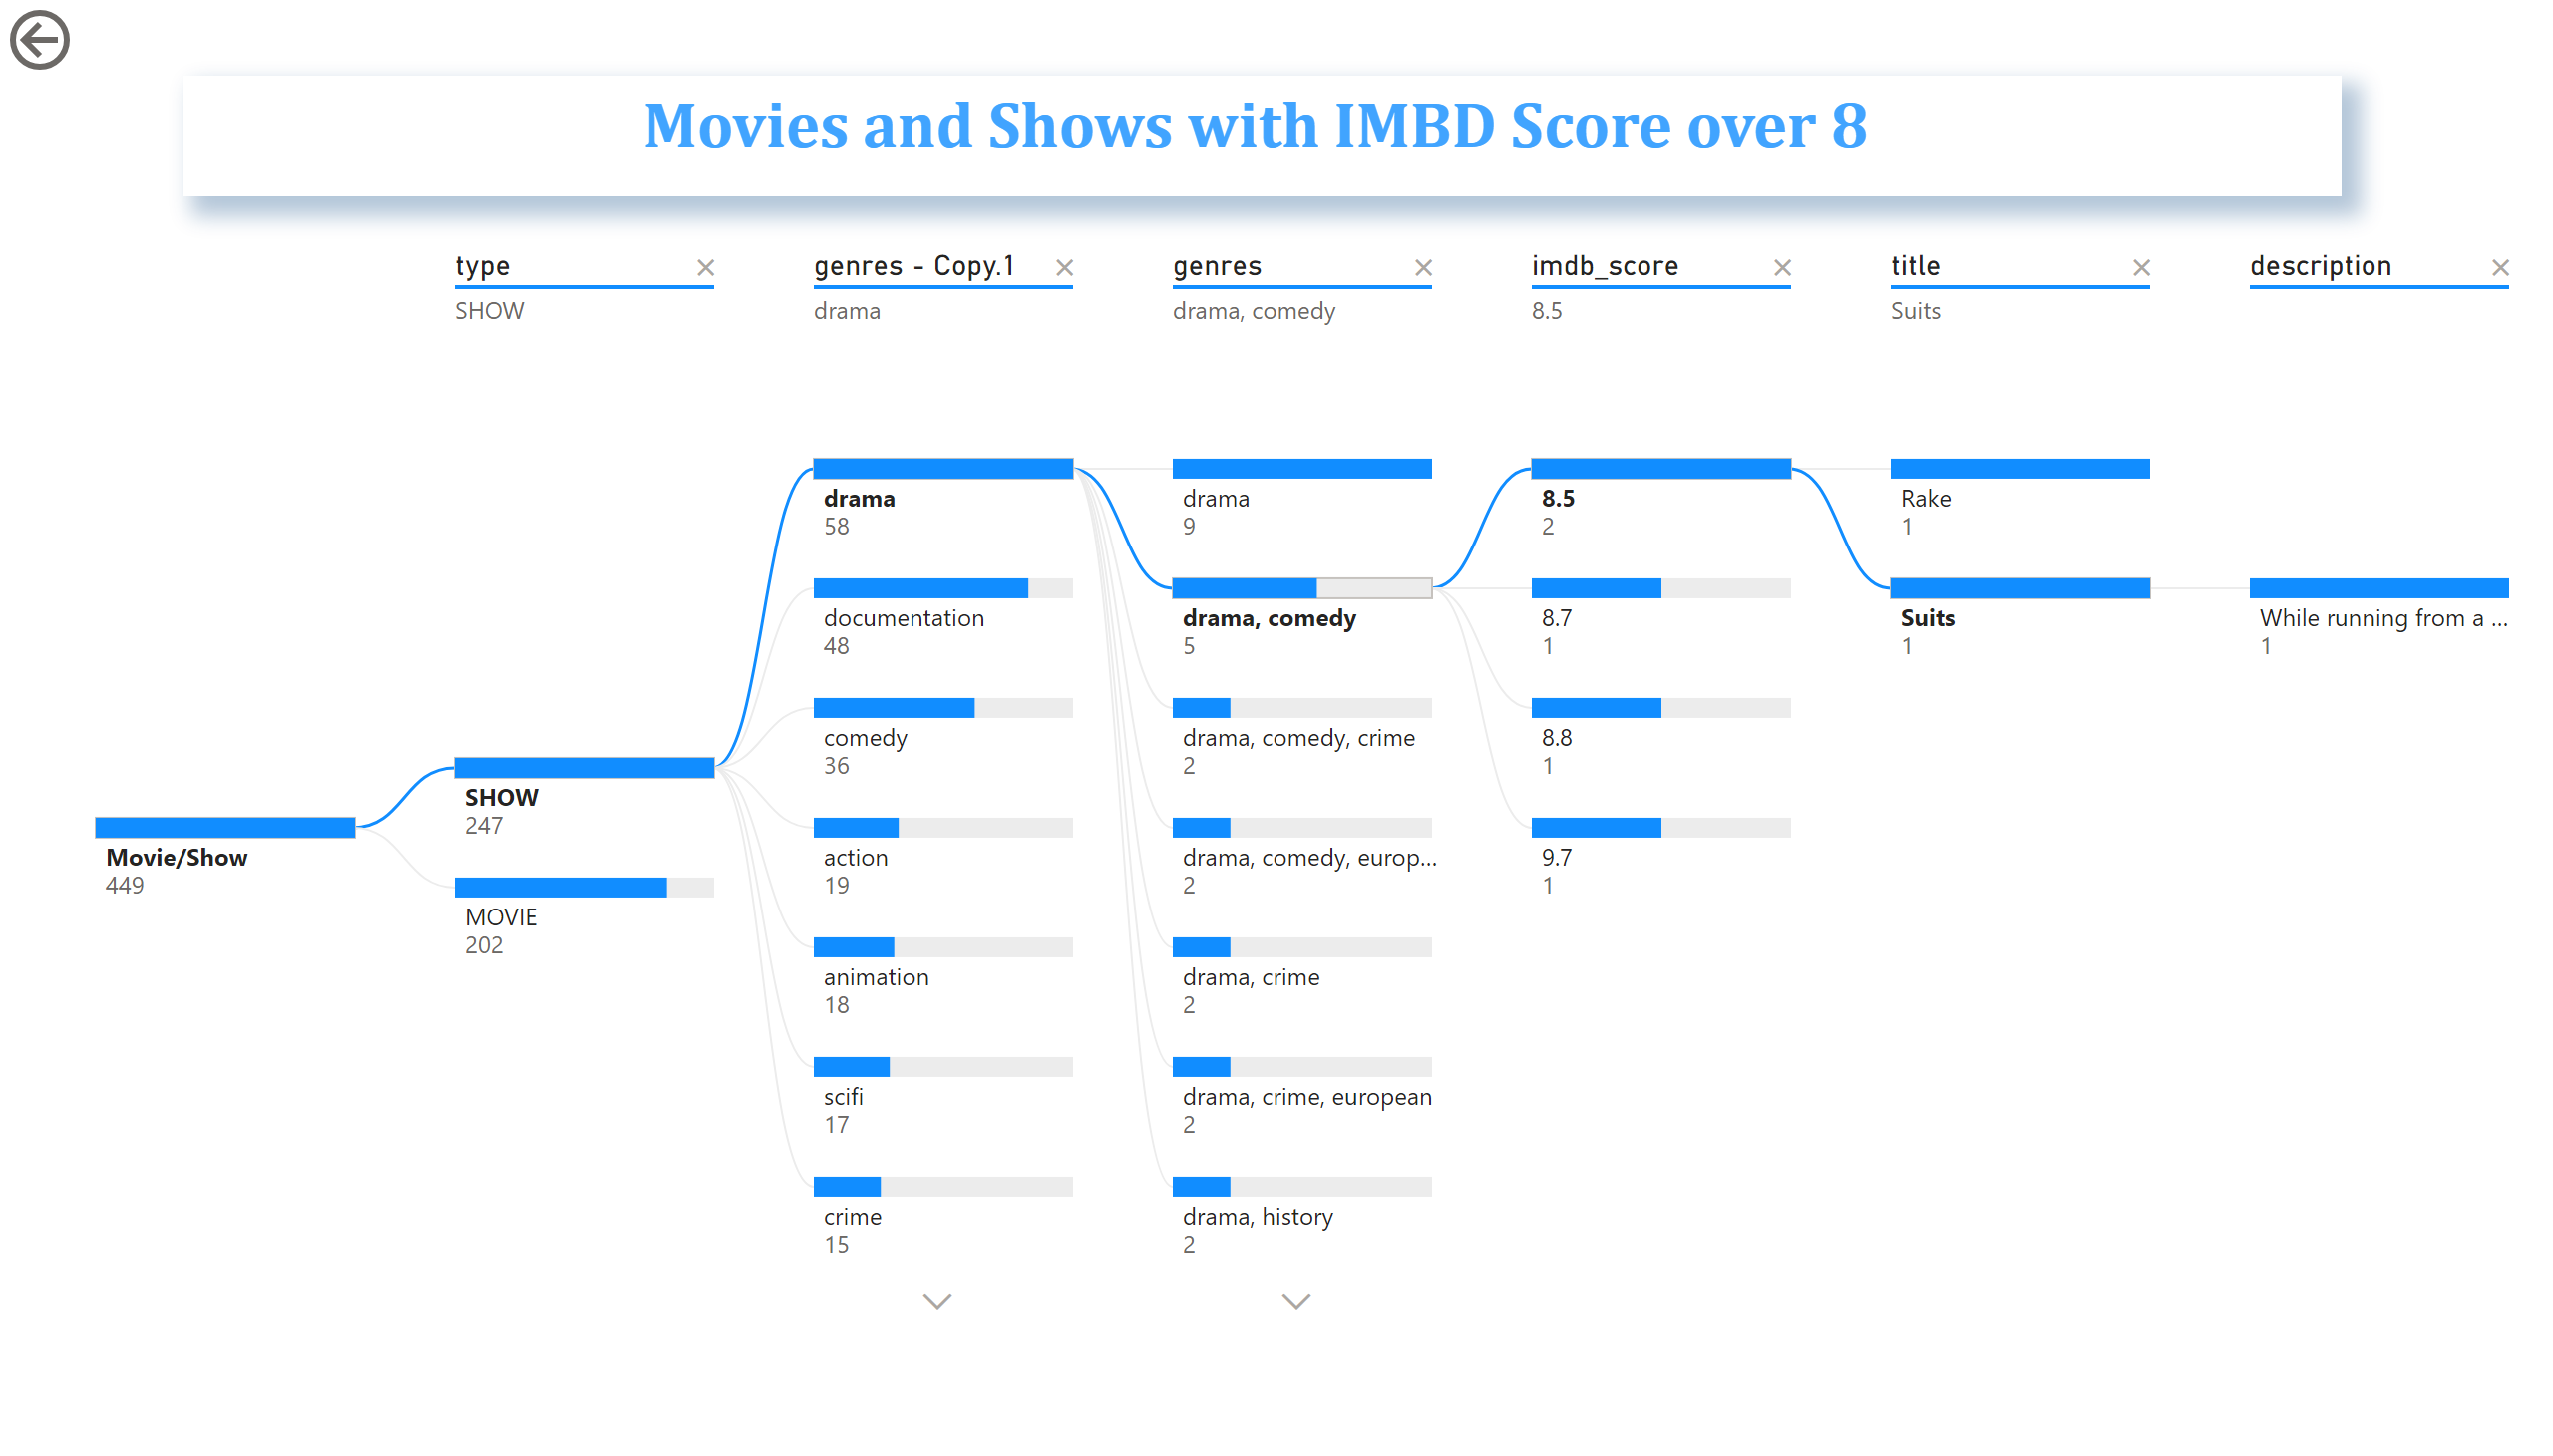 Movies and Shows with IMBD Score over 8
type
genres - Copy.1
genres
imdb_score
title
description
SHOW
drama
drama, comedy
8.5
Suits
Movie/Show
449
SHOW
247
MOVIE
202
drama
58
documentation
48
comedy
36
action
19
animation
18
scifi
17
crime
15
drama
9
drama, comedy
5
drama, comedy, crime
2
drama, comedy, europ...
2
drama, crime
2
drama, crime, european
2
drama, history
2
8.5
2
8.7
1
8.8
1
9.7
1
Rake
1
Suits
1
While running from a ...
1